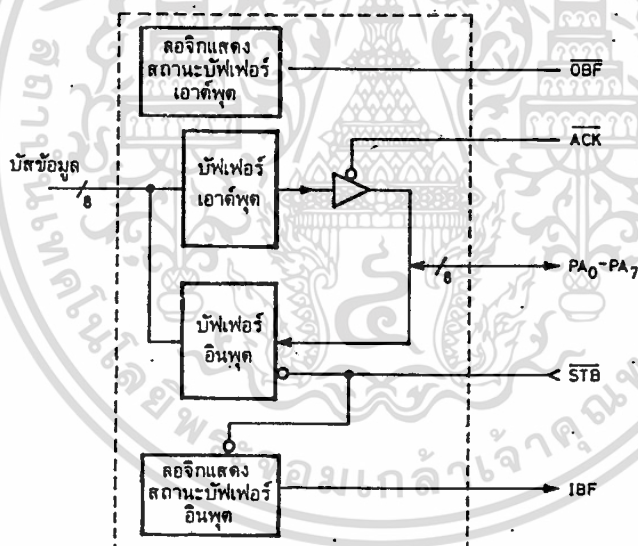 ลอจิกแสดง
สถานะบัฟเฟอร์
เอาต์พุต
OBF
ACK
บัสข้อมูล
8
บัฟเฟอร์
เอาต์พุต
8
PA0-PA7
บัฟเฟอร์
อินพุต
STB
ลอจิกแสดง
สถานะบัฟเฟอร์
อินพุต
IBF